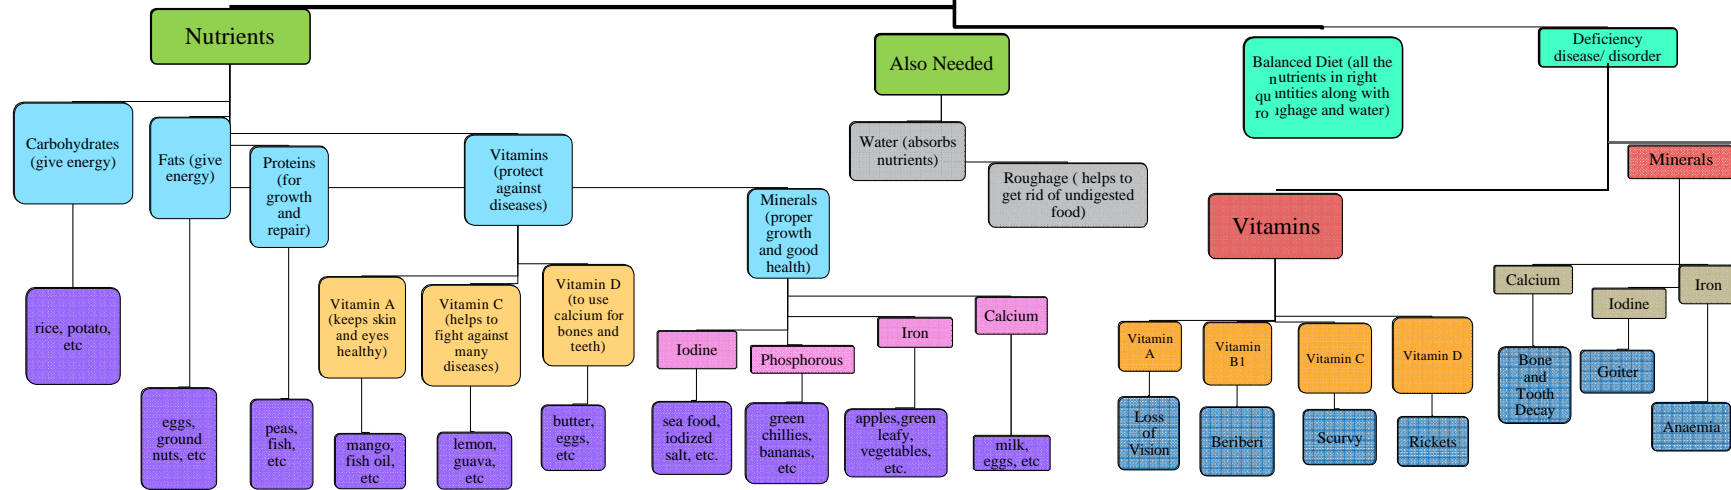 Nutrients
Also Needed
Balanced Diet (all the
nutrients in right
quantities along with
roughage and water)
Deficiency
disease/ disorder
Carbohydrates
(give energy)
Fats (give
energy)
Proteins
(for
growth
and
repair)
Vitamins
(protect
against
diseases)
Minerals
(proper
growth
and good
health)
Water (absorbs
nutrients)
Roughage ( helps to
get rid of undigested
food)
Vitamins
Minerals
rice, potato,
etc
eggs,
ground
nuts, etc
peas,
fish,
etc
Vitamin A
(keeps skin
and eyes
healthy)
Vitamin C
(helps to
fight against
many
diseases)
Vitamin D
(to use
calcium for
bones and
teeth)
mango,
fish oil,
etc
lemon,
guava, etc
butter,
eggs,
etc
Iodine
Phosphorous
Iron
Calcium
sea food,
iodized
salt, etc.
green
chillies,
bananas,
etc
apples,green
leafy,
vegetables,
etc.
milk,
eggs, etc
Vitamin
A
Vitamin
B1
Vitamin C
Vitamin D
Loss
of
Vision
Beriberi
Scurvy
Rickets
Calcium
Iodine
Iron
Bone
and
Tooth
Decay
Goiter
Anaemia